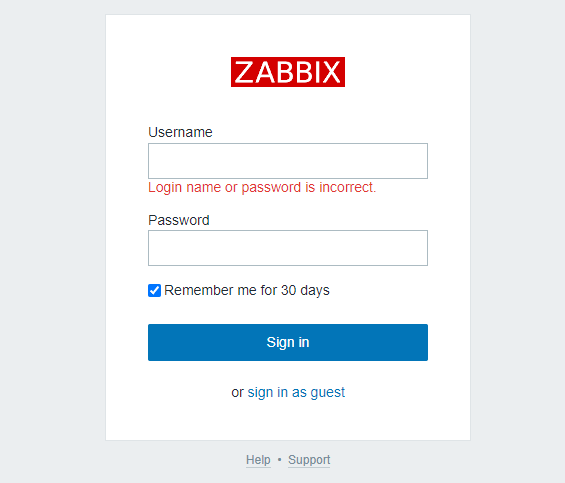 ZABBIX
Username
Login name or password is incorrect.
Password
Remember me for 30 days
Sign in
or sign in as guest
Help • Support